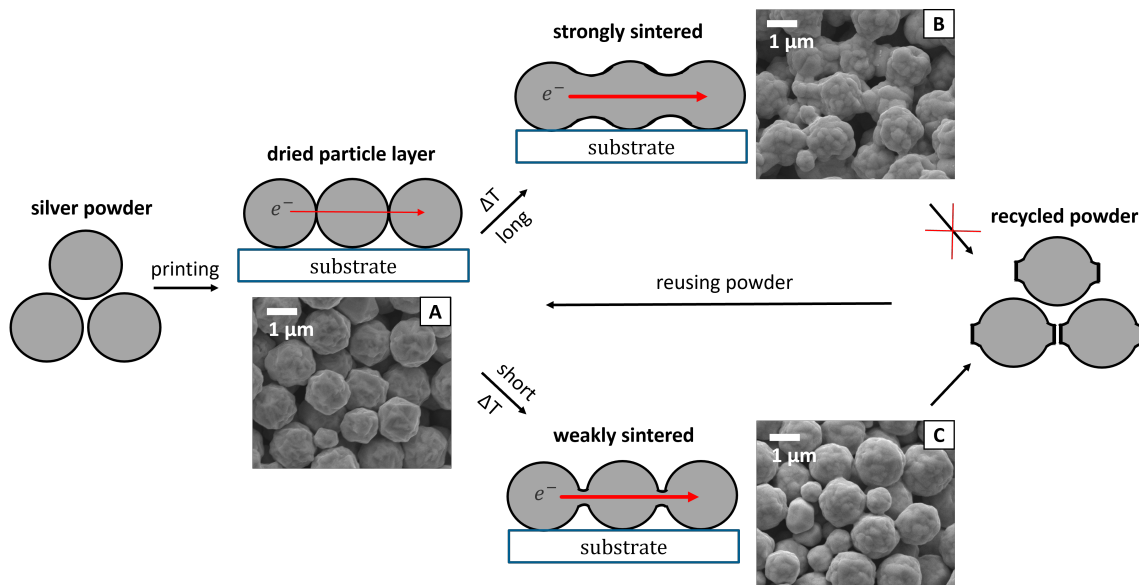 silver powder
printing
dried particle layer
e⁻
substrate
A
1 µm
ΔT
long
strongly sintered
e⁻
substrate
B
1 µm
short
ΔT
weakly sintered
e⁻
substrate
C
1 µm
recycled powder
reusing powder